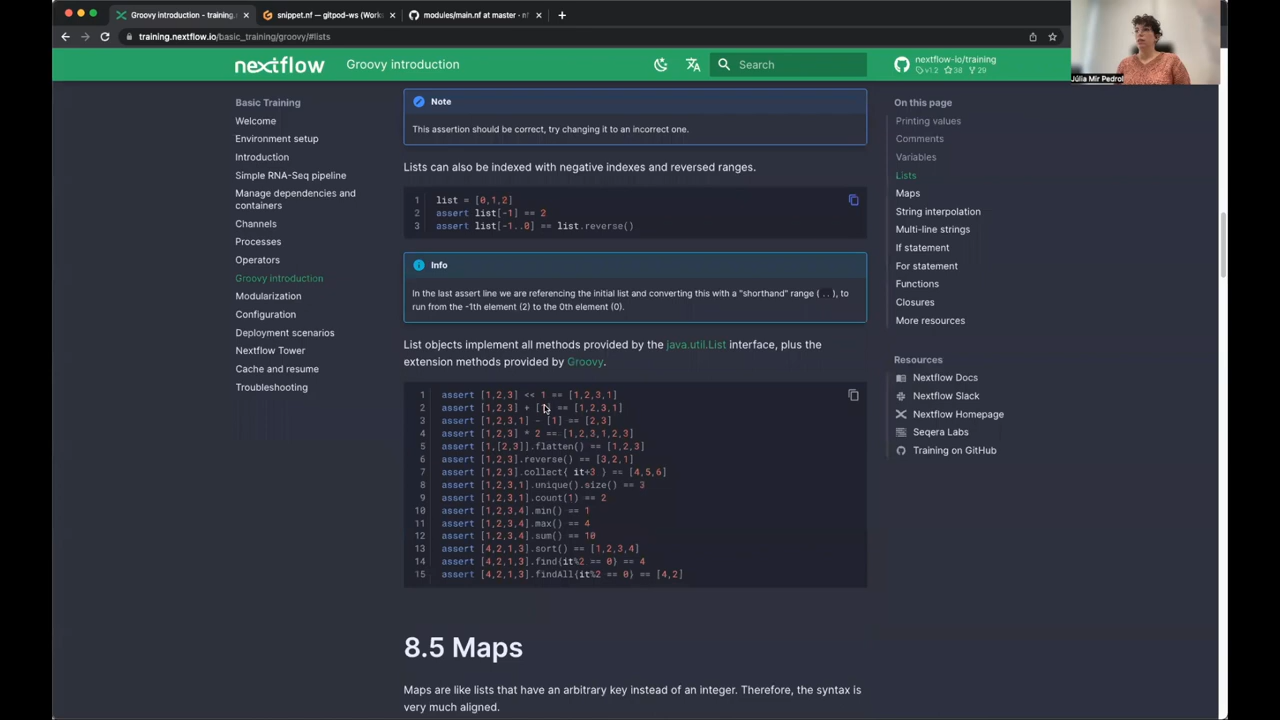 Groovy introduction - training.
snippet.nf — gitpod-ws (Work
modules/main.nf at master · nf
training.nextflow.io/basic_training/groovy/#lists
nextflow
Groovy introduction
Search
nextflow-io/training
v1.2 38 29
Júlia Mir Pedrol
Basic Training
Welcome
Environment setup
Introduction
Simple RNA-Seq pipeline
Manage dependencies and
containers
Channels
Processes
Operators
Groovy introduction
Modularization
Configuration
Deployment scenarios
Nextflow Tower
Cache and resume
Troubleshooting
Note
This assertion should be correct, try changing it to an incorrect one.
Lists can also be indexed with negative indexes and reversed ranges.
1 list = [0,1,2]
2 assert list[-1] == 2
3 assert list[-1..0] == list.reverse()
Info
In the last assert line we are referencing the initial list and converting this with a "shorthand" range ( .. ), to
run from the -1th element (2) to the 0th element (0).
List objects implement all methods provided by the java.util.List interface, plus the
extension methods provided by Groovy.
1 assert [1,2,3] << 1 == [1,2,3,1]
2 assert [1,2,3] + [ ] == [1,2,3,1]
3 assert [1,2,3,1] - [1] == [2,3]
4 assert [1,2,3] * 2 == [1,2,3,1,2,3]
5 assert [1,[2,3]].flatten() == [1,2,3]
6 assert [1,2,3].reverse() == [3,2,1]
7 assert [1,2,3].collect{ it+3 } == [4,5,6]
8 assert [1,2,3,1].unique().size() == 3
9 assert [1,2,3,1].count(1) == 2
10 assert [1,2,3,4].min() == 1
11 assert [1,2,3,4].max() == 4
12 assert [1,2,3,4].sum() == 10
13 assert [4,2,1,3].sort() == [1,2,3,4]
14 assert [4,2,1,3].find{it%2 == 0} == 4
15 assert [4,2,1,3].findAll{it%2 == 0} == [4,2]
8.5 Maps
Maps are like lists that have an arbitrary key instead of an integer. Therefore, the syntax is
very much aligned.
On this page
Printing values
Comments
Variables
Lists
Maps
String interpolation
Multi-line strings
If statement
For statement
Functions
Closures
More resources
Resources
Nextflow Docs
Nextflow Slack
Nextflow Homepage
Seqera Labs
Training on GitHub